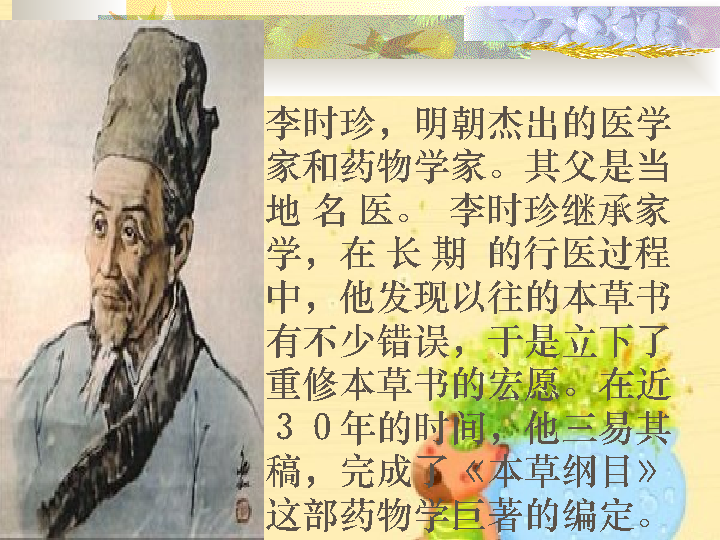 李时珍，明朝杰出的医学
家和药物学家。其父是当
地 名 医。 李时珍继承家
学，在 长 期 的行医过程
中，他发现以往的本草书
有不少错误，于是立下了
重修本草书的宏愿。在近
３０年的时间，他三易其
稿，完成了《本草纲目》
这部药物学巨著的编定。